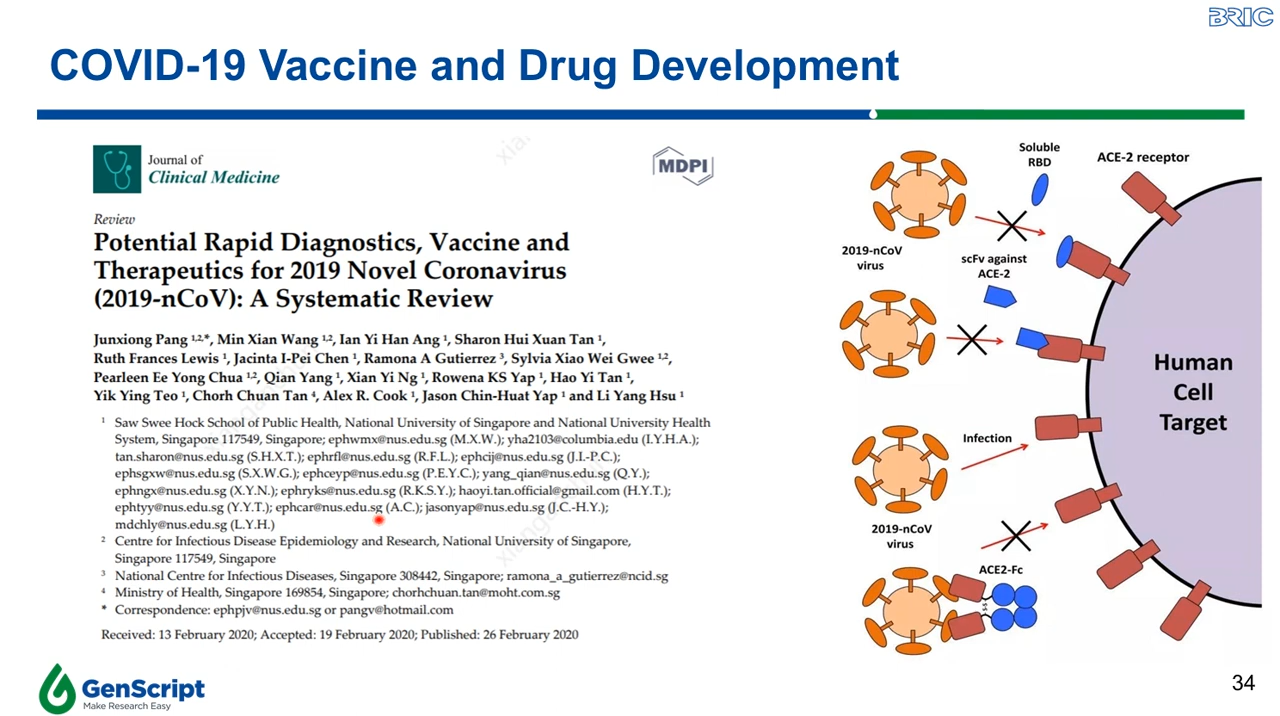 BRIC
COVID-19 Vaccine and Drug Development
Journal of
Clinical Medicine
MDPI
Review
Potential Rapid Diagnostics, Vaccine and
Therapeutics for 2019 Novel Coronavirus
(2019-nCoV): A Systematic Review
Junxiong Pang 1,2,*, Min Xian Wang 1,2, Ian Yi Han Ang 1, Sharon Hui Xuan Tan 1,
Ruth Frances Lewis 1, Jacinta I-Pei Chen 1, Ramona A Gutierrez 3, Sylvia Xiao Wei Gwee 1,2,
Pearleen Ee Yong Chua 1,2, Qian Yang 1, Xian Yi Ng 1, Rowena KS Yap 1, Hao Yi Tan 1,
Yik Ying Teo 1, Chorh Chuan Tan 4, Alex R. Cook 1, Jason Chin-Huat Yap 1 and Li Yang Hsu 1
1 Saw Swee Hock School of Public Health, National University of Singapore and National University Health
System, Singapore 117549, Singapore; ephwmx@nus.edu.sg (M.X.W.); yha2103@columbia.edu (I.Y.H.A.);
tan.sharon@nus.edu.sg (S.H.X.T.); ephrfl@nus.edu.sg (R.F.L.); ephcij@nus.edu.sg (J.I.-P.C.);
ephsgxw@nus.edu.sg (S.X.W.G.); ephceyp@nus.edu.sg (P.E.Y.C.); yang_qian@nus.edu.sg (Q.Y.);
ephngx@nus.edu.sg (X.Y.N.); ephryks@nus.edu.sg (R.K.S.Y.); haoyi.tan.official@gmail.com (H.Y.T.);
ephtyy@nus.edu.sg (Y.Y.T.); ephcar@nus.edu.sg (A.C.); jasonyap@nus.edu.sg (J.C.-H.Y.);
mdchly@nus.edu.sg (L.Y.H.)
2 Centre for Infectious Disease Epidemiology and Research, National University of Singapore,
Singapore 117549, Singapore
3 National Centre for Infectious Diseases, Singapore 308442, Singapore; ramona_a_gutierrez@ncid.sg
4 Ministry of Health, Singapore 169854, Singapore; chorhchuan.tan@moht.com.sg
* Correspondence: ephpjv@nus.edu.sg or pangv@hotmail.com
Received: 13 February 2020; Accepted: 19 February 2020; Published: 26 February 2020
Soluble
RBD
ACE-2 receptor
2019-nCoV
virus
scFv against
ACE-2
Human
Cell
Target
Infection
2019-nCoV
virus
ACE2-Fc
S S
GenScript
Make Research Easy
34